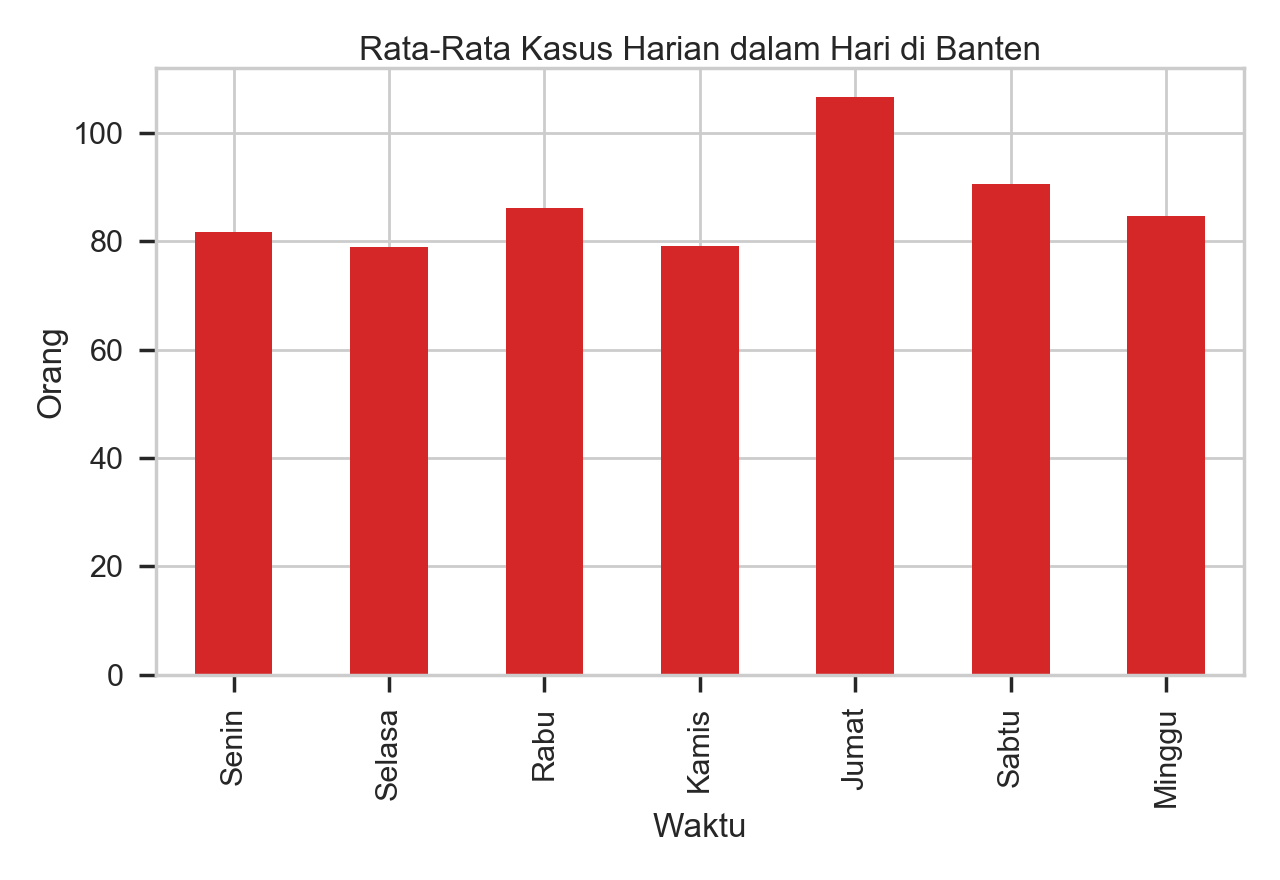 Rata-Rata Kasus Harian dalam Hari di Banten
100
80
60
40
20
0
Orang
Senin
Selasa
Rabu
Kamis
Jumat
Sabtu
Minggu
Waktu